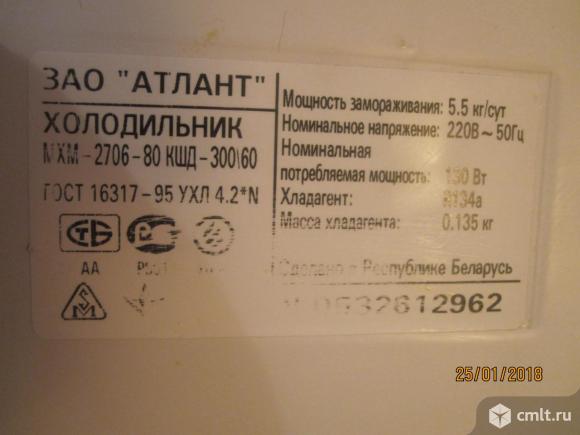 ЗАО "АТЛАНТ"
ХОЛОДИЛЬНИК
МХМ-2706-80 КШД-300\60
ГОСТ 16317-95 УХЛ 4.2*N
АА
Мощность замораживания: 5.5 кг/сут
Номинальное напряжение: 220В ~ 50Гц
Номинальная
потребляемая мощность: 130 Вт
Хладагент: R134a
Масса хладагента: 0.135 кг
Сделано в Республике Беларусь
32612962
25/01/2018
cmlt.ru